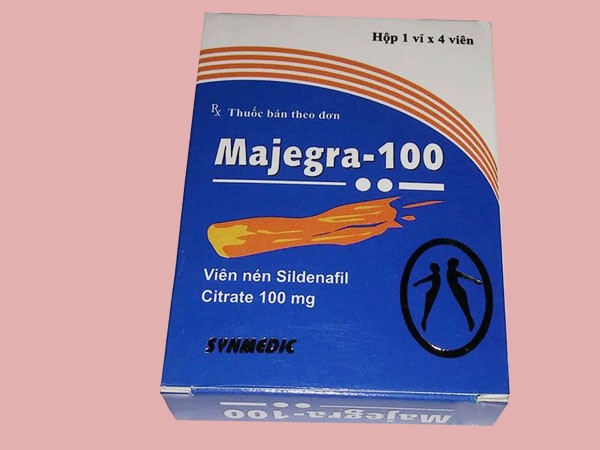 Hộp 1 vỉ x 4 viên
Rx Thuốc bán theo đơn
Majegra-100
Viên nén Sildenafil
Citrate 100 mg
SYNMEDIC
Majegra-100